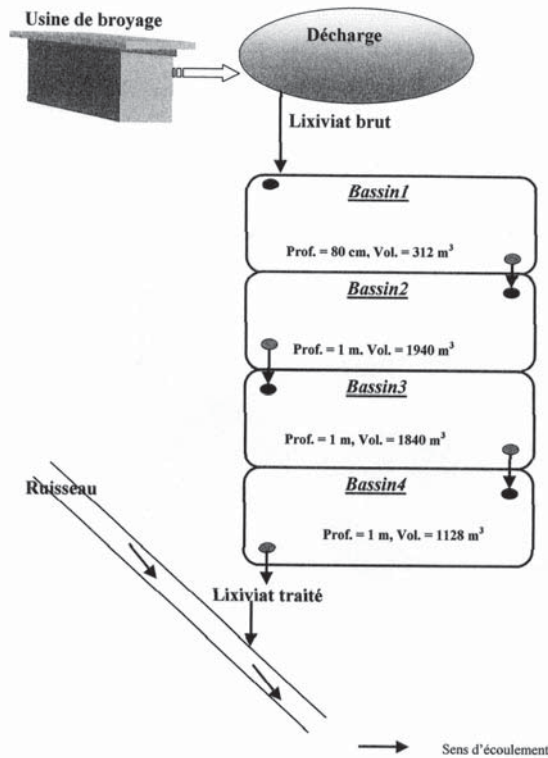 Usine de broyage
Décharge
Lixiviat brut
Bassin1
Prof. = 80 cm, Vol. = 312 m³
Bassin2
Prof. = 1 m. Vol. = 1940 m³
Bassin3
Prof. = 1 m, Vol. = 1840 m³
Ruisseau
Bassin4
Prof. = 1 m, Vol. = 1128 m³
Lixiviat traité
Sens d'écoulement